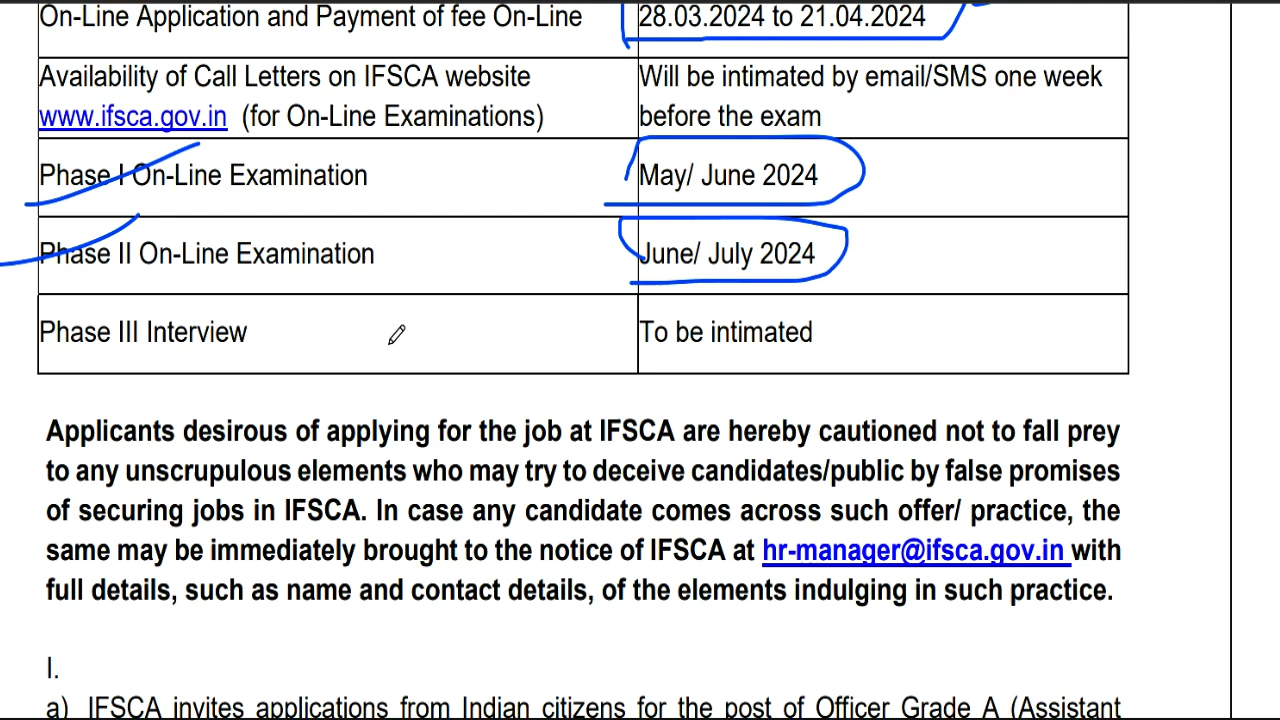 On-Line Application and Payment of fee On-Line 28.03.2024 to 21.04.2024
Availability of Call Letters on IFSCA website Will be intimated by email/SMS one week
www.ifsca.gov.in (for On-Line Examinations) before the exam
Phase I On-Line Examination May/ June 2024
Phase II On-Line Examination June/ July 2024
Phase III Interview To be intimated
Applicants desirous of applying for the job at IFSCA are hereby cautioned not to fall prey
to any unscrupulous elements who may try to deceive candidates/public by false promises
of securing jobs in IFSCA. In case any candidate comes across such offer/ practice, the
same may be immediately brought to the notice of IFSCA at hr-manager@ifsca.gov.in with
full details, such as name and contact details, of the elements indulging in such practice.
I.
a) IFSCA invites applications from Indian citizens for the post of Officer Grade A (Assistant